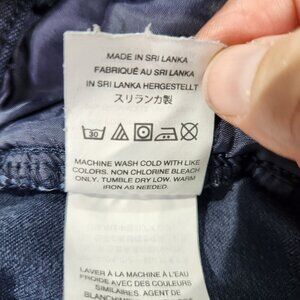 MADE IN SRI LANKA
FABRIQUÉ AU SRI LANKA
IN SRI LANKA HERGESTELLT
スリランカ製
30
MACHINE WASH COLD WITH LIKE
COLORS. NON CHLORINE BLEACH
ONLY. TUMBLE DRY LOW. WARM
IRON AS NEEDED.
LAVER À LA MACHINE À L'EAU
FROIDE AVEC DES COULEURS
SIMILAIRES. AGENT DE